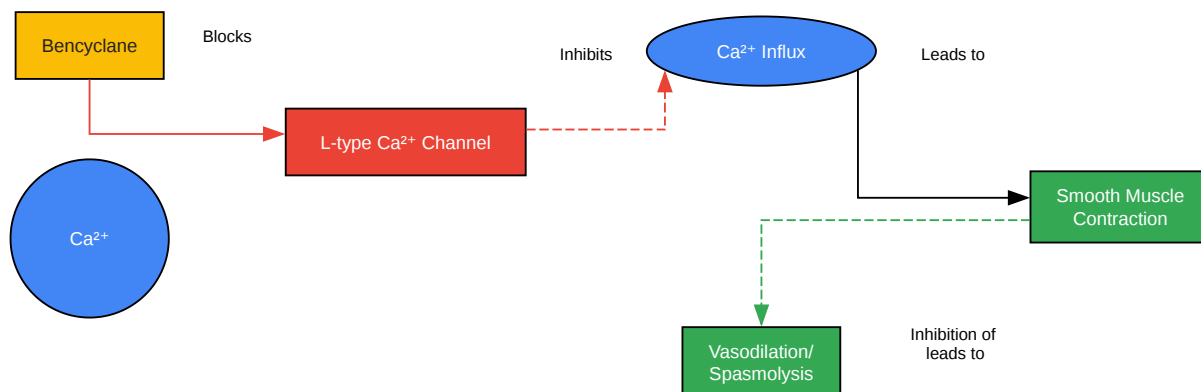 Bencyclane
Blocks
Inhibits
Ca²⁺ Influx
Leads to
L-type Ca²⁺ Channel
Ca²⁺
Smooth Muscle
Contraction
Vasodilation/
Spasmolysis
Inhibition of
leads to